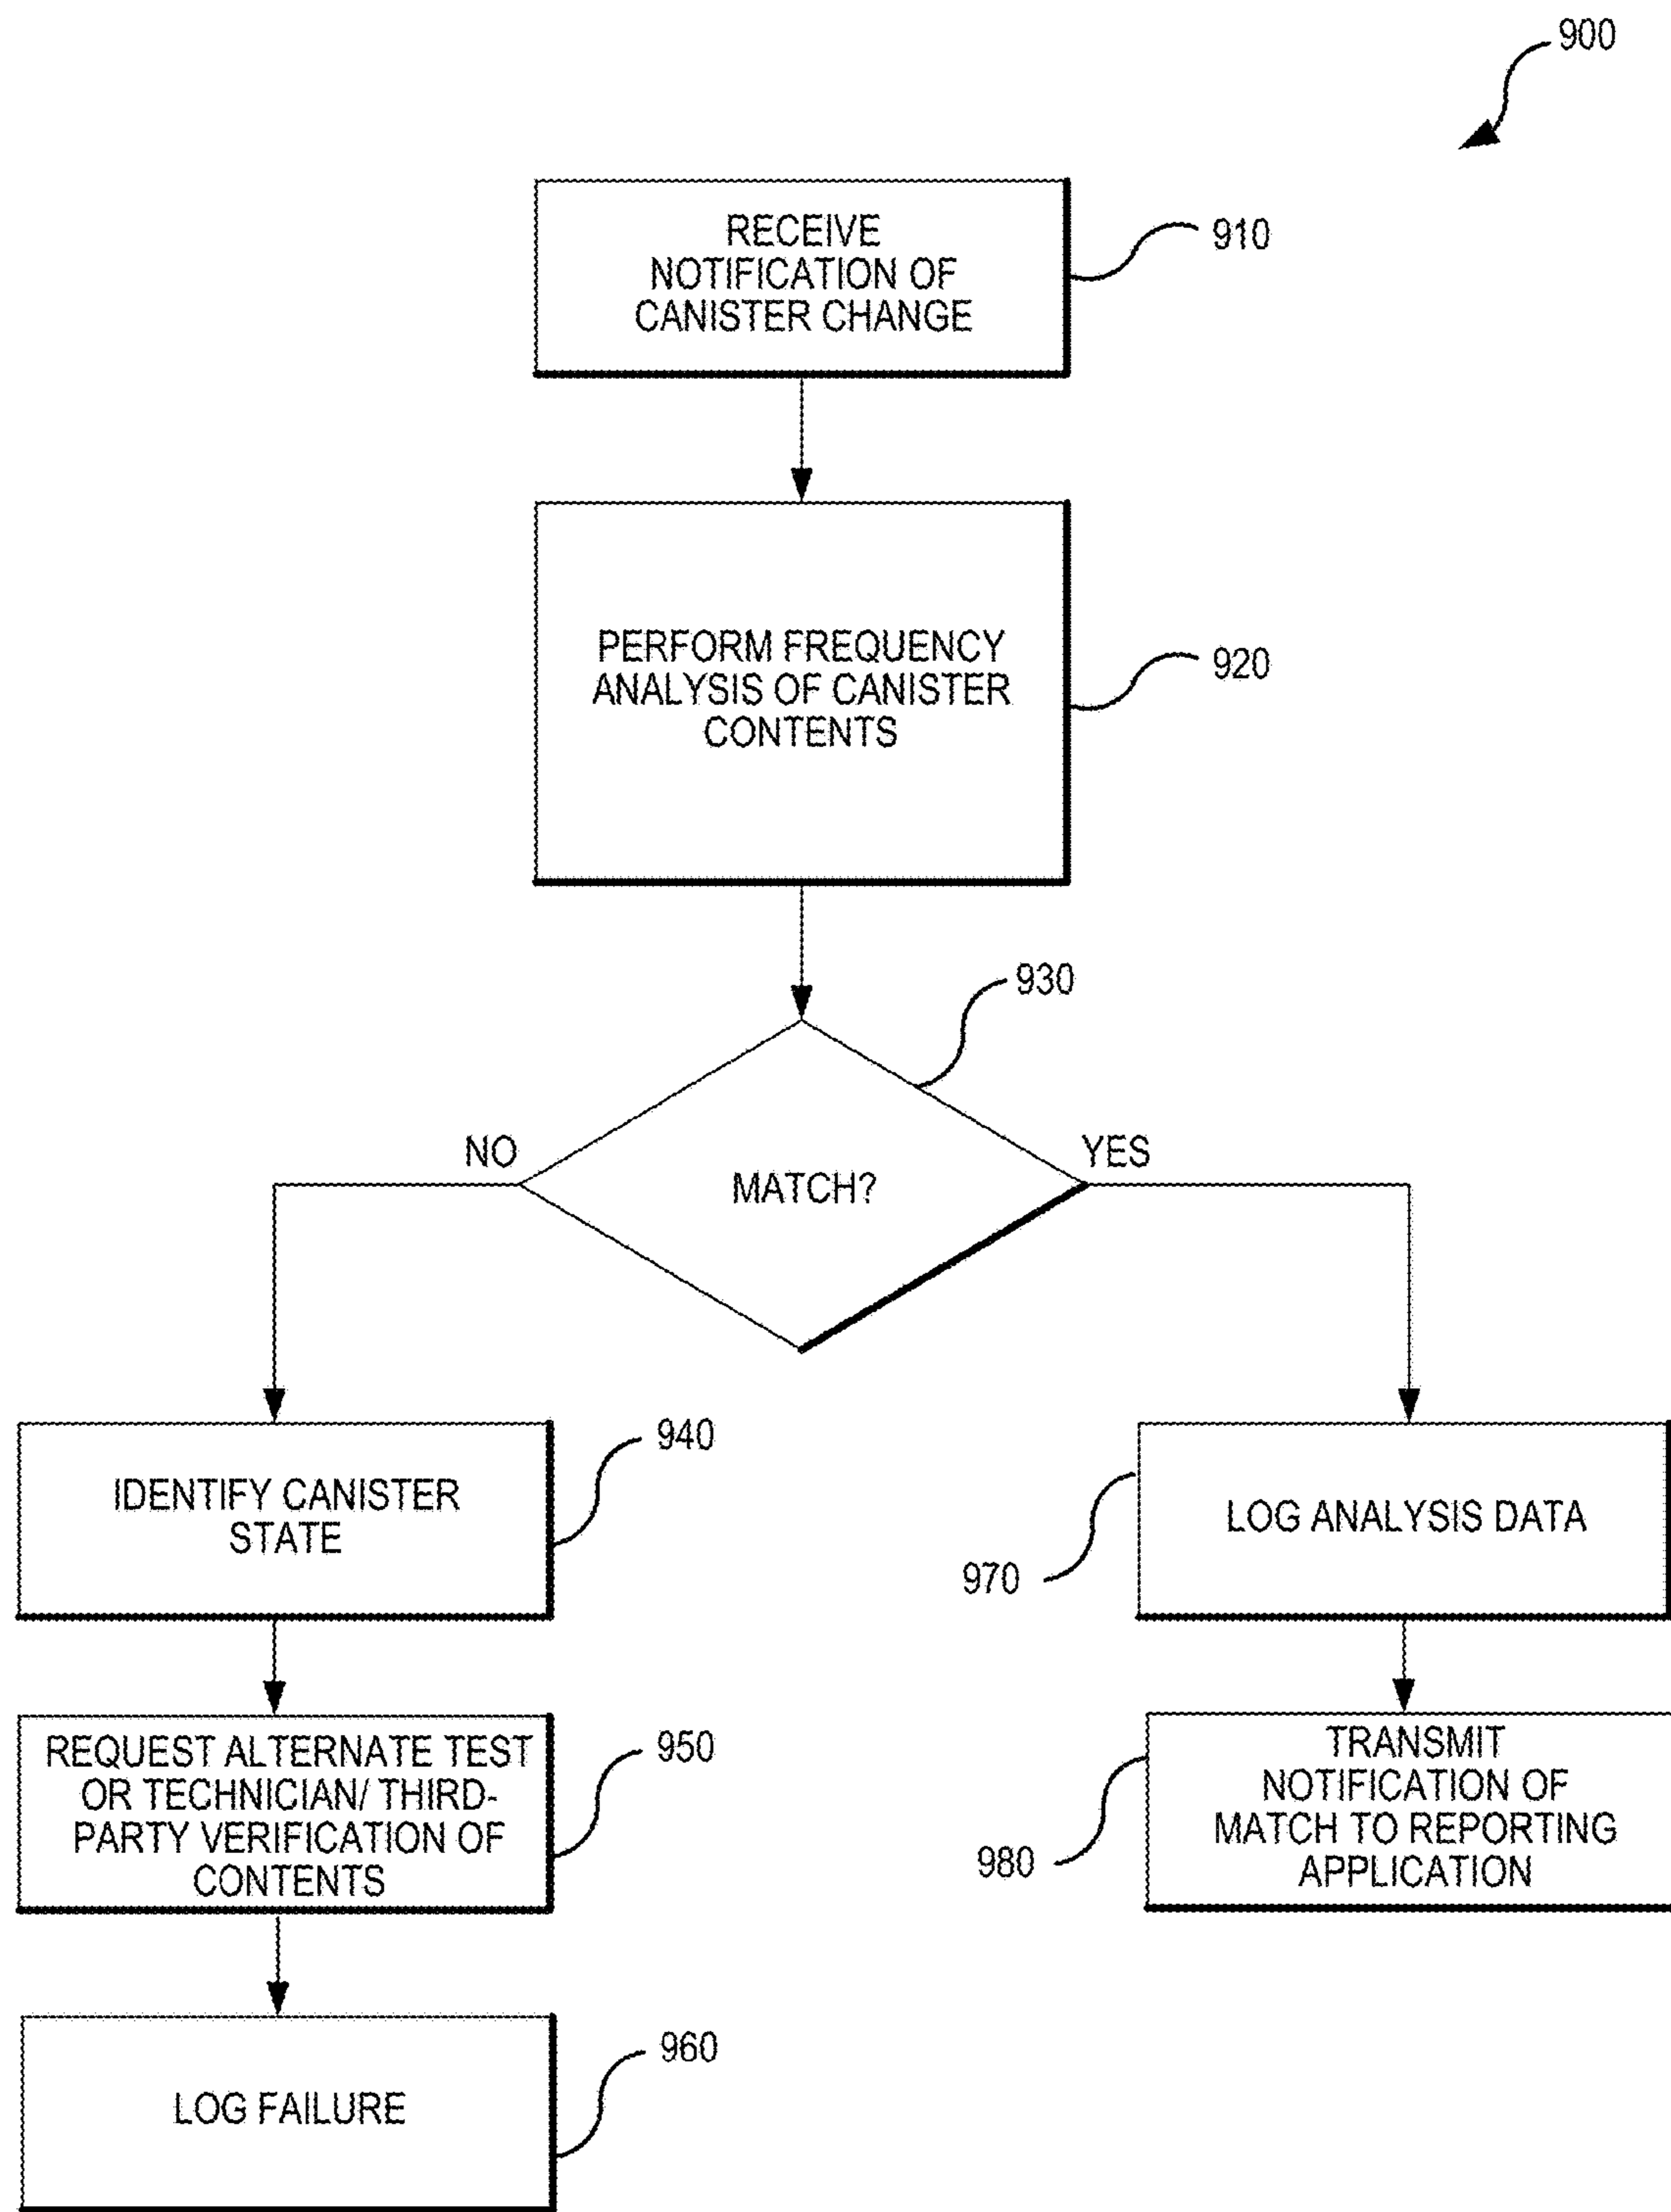 900
RECEIVE
NOTIFICATION OF
CANISTER CHANGE
910
PERFORM FREQUENCY
ANALYSIS OF CANISTER
CONTENTS
920
930
NO
YES
MATCH?
IDENTIFY CANISTER
STATE
940
LOG ANALYSIS DATA
970
REQUEST ALTERNATE TEST
OR TECHNICIAN/ THIRD-
PARTY VERIFICATION OF
CONTENTS
950
TRANSMIT
NOTIFICATION OF
MATCH TO REPORTING
APPLICATION
980
LOG FAILURE
960